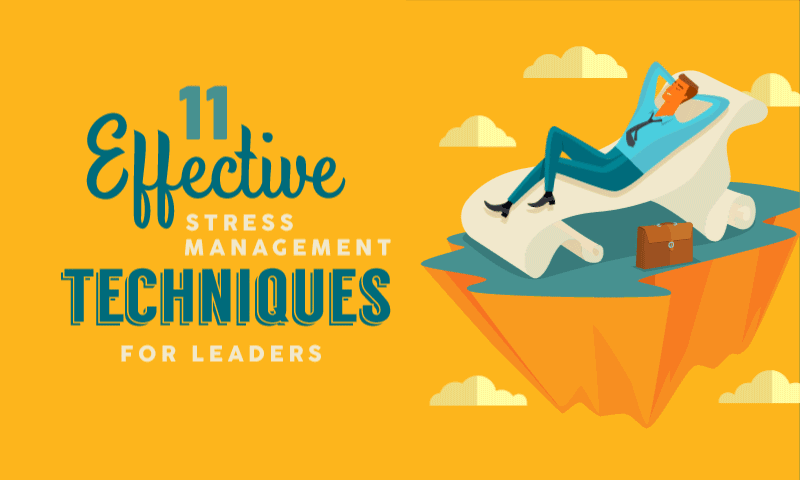 11
Effective
STRESS
MANAGEMENT
TECHNIQUES
FOR LEADERS